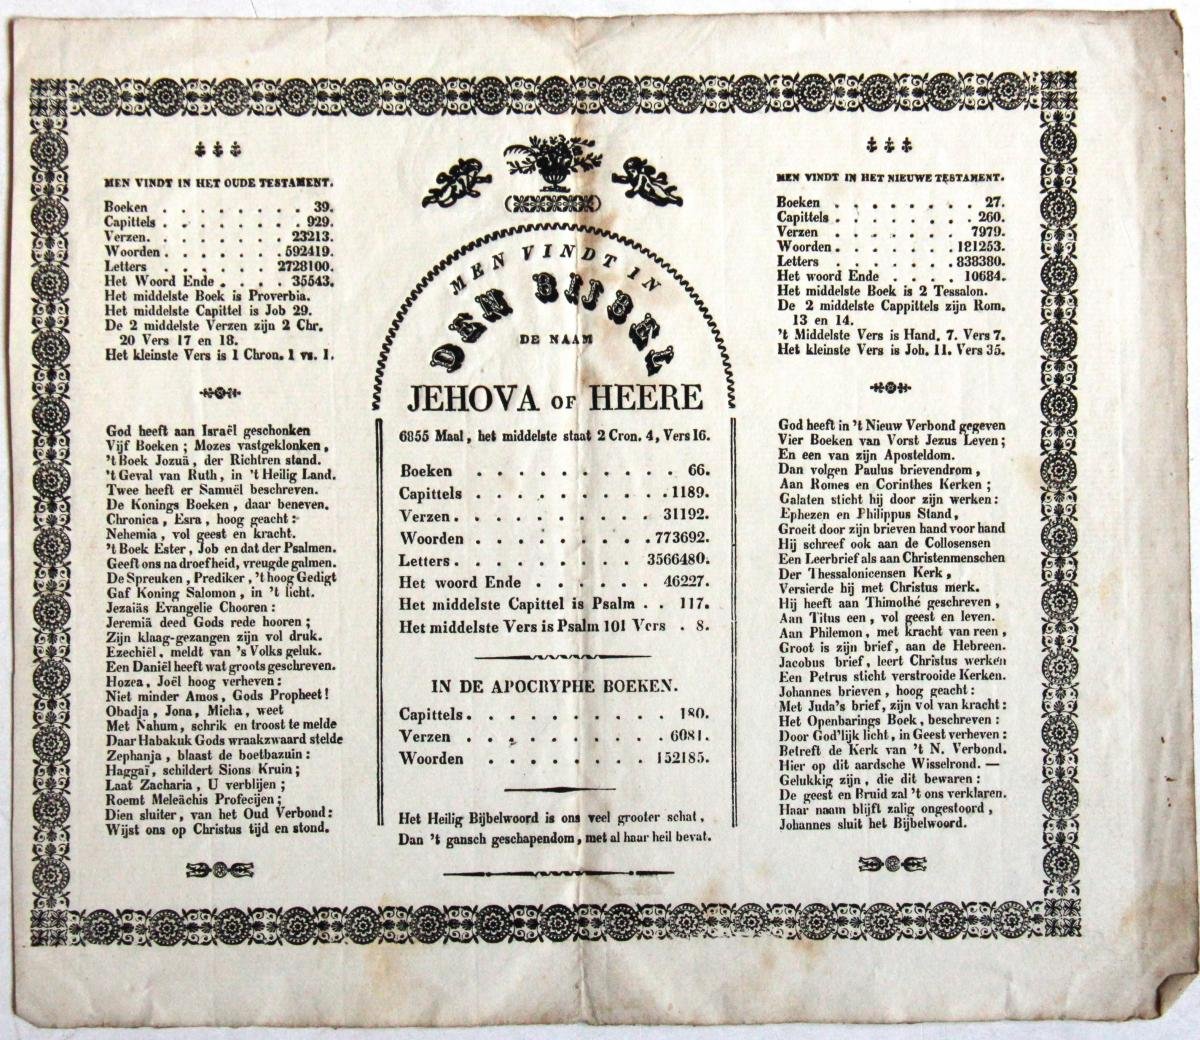 MEN VINDT IN HET OUDE TESTAMENT.
Boeken . . . . . . . . 39.
Capittels . . . . . . . 929.
Verzen. . . . . . . 23213.
Woorden . . . . . . 592419.
Letters . . . . . . 2728100.
Het Woord Ende . . . . 35543.
Het middelste Boek is Proverbia.
Het middelste Capittel is Job 29.
De 2 middelste Verzen zijn 2 Chr.
20 Vers 17 en 18.
Het kleinste Vers is 1 Chron. 1 vs. 1.
God heeft aan Israël geschonken
Vijf Boeken ; Mozes vastgeklonken ,
't Boek Jozuä , der Richtren stand.
't Geval van Ruth , in 't Heilig Land.
Twee heeft er Samuël beschreven.
De Konings Boeken , daar beneven.
Chronica , Esra , hoog geacht :
Nehemia , vol geest en kracht.
't Boek Ester , Job en dat der Psalmen.
Geeft ons na droefheid , vreugde galmen.
De Spreuken , Prediker , 't hoog Gedigt
Gaf Koning Salomon , in 't licht.
Jezaiäs Evangelie Chooren :
Jeremiä deed Gods rede hooren ;
Zijn klaag-gezangen zijn vol druk.
Ezechiël , meldt van 's Volks geluk.
Een Daniël heeft wat groots geschreven.
Hozea , Joël hoog verheven :
Niet minder Amos , Gods Propheet !
Obadja , Jona , Micha , weet
Met Nahum , schrik en troost te melde
Daar Habakuk Gods wraakzwaard stelde
Zephanja , blaast de boetbazuin :
Haggaï , schildert Sions Kruin ;
Laat Zacharia , U verblijen ;
Roemt Meleächis Profecijen ;
Dien sluiter , van het Oud Verbond :
Wijst ons op Christus tijd en stond.
MEN VINDT IN
DEN BIJBEL
DE NAAM
JEHOVA OF HEERE
6855 Maal , het middelste staat 2 Cron. 4 , Vers 16.
Boeken . . . . . . . . . . 66.
Capittels . . . . . . . . . . 1189.
Verzen . . . . . . . . . . 31192.
Woorden . . . . . . . . . 773692.
Letters . . . . . . . . . . 3566480.
Het woord Ende . . . . . . 46227.
Het middelste Capittel is Psalm . . 117.
Het middelste Vers is Psalm 101 Vers . 8.
IN DE APOCRYPHE BOEKEN.
Capittels . . . . . . . . . . 180.
Verzen . . . . . . . . . . 6081.
Woorden . . . . . . . . 152185.
Het Heilig Bijbelwoord is ons veel grooter schat ,
Dan 't gansch geschapendom , met al haar heil bevat.
MEN VINDT IN HET NIEUWE TESTAMENT.
Boeken . . . . . . . . 27.
Capittels . . . . . . . 260.
Verzen . . . . . . . 7979.
Woorden . . . . . . 181253.
Letters . . . . . . . 838380.
Het woord Ende . . . . 10684.
Het middelste Boek is 2 Tessalon.
De 2 middelste Cappittels zijn Rom.
13 en 14.
't Middelste Vers is Hand. 7. Vers 7.
Het kleinste Vers is Joh. 11. Vers 35.
God heeft in 't Nieuw Verbond gegeven
Vier Boeken van Vorst Jezus Leven ;
En een van zijn Aposteldom.
Dan volgen Paulus brievendrom ,
Aan Romes en Corinthes Kerken ;
Galaten sticht hij door zijn werken :
Ephezen en Philippus Stand ,
Groeit door zijn brieven hand voor hand
Hij schreef ook aan de Collosensen
Een Leerbrief als aan Christenmenschen
Der Thessalonicensen Kerk ,
Versierde hij met Christus merk.
Hij heeft aan Thimothé geschreven ,
Aan Titus een , vol geest en leven.
Aan Philemon , met kracht van reen ,
Groot is zijn brief , aan de Hebreen.
Jacobus brief , leert Christus werken
Een Petrus sticht verstrooide Kerken.
Johannes brieven , hoog geacht :
Met Juda's brief , zijn vol van kracht :
Het Openbarings Boek , beschreven :
Door God'lijk licht , in Geest verheven :
Betreft de Kerk van 't N. Verbond.
Hier op dit aardsche Wisselrond. —
Gelukkig zijn , die dit bewaren :
De geest en Bruid zal 't ons verklaren.
Haar naam blijft zalig ongestoord ,
Johannes sluit het Bijbelwoord.